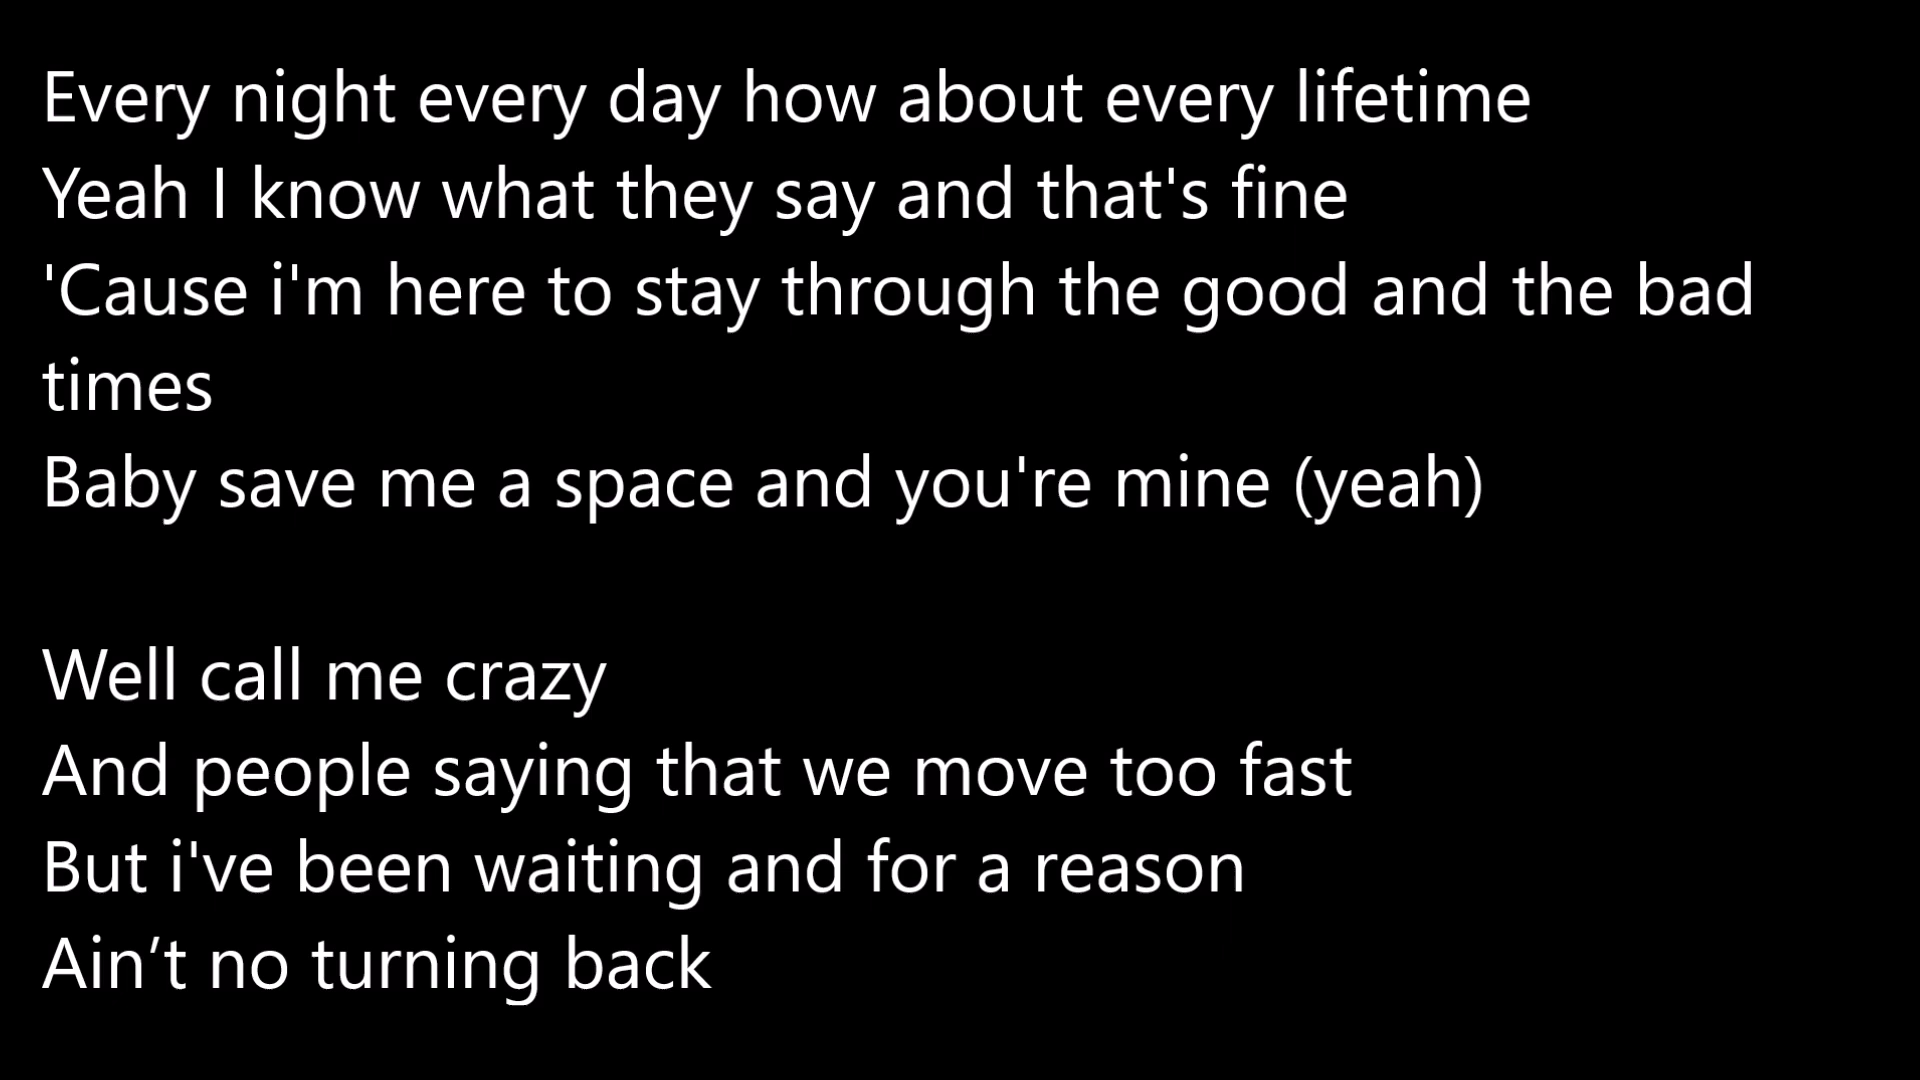 Every night every day how about every lifetime
Yeah I know what they say and that's fine
'Cause i'm here to stay through the good and the bad
times
Baby save me a space and you're mine (yeah)

Well call me crazy
And people saying that we move too fast
But i've been waiting and for a reason
Ain’t no turning back